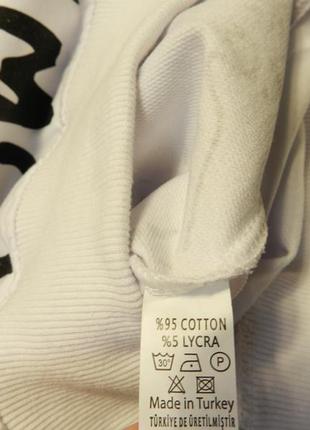 %95 COTTON
%5 LYCRA
30°
P
Made in Turkey
TÜRKİYE DE ÜRETİLMİŞTİR